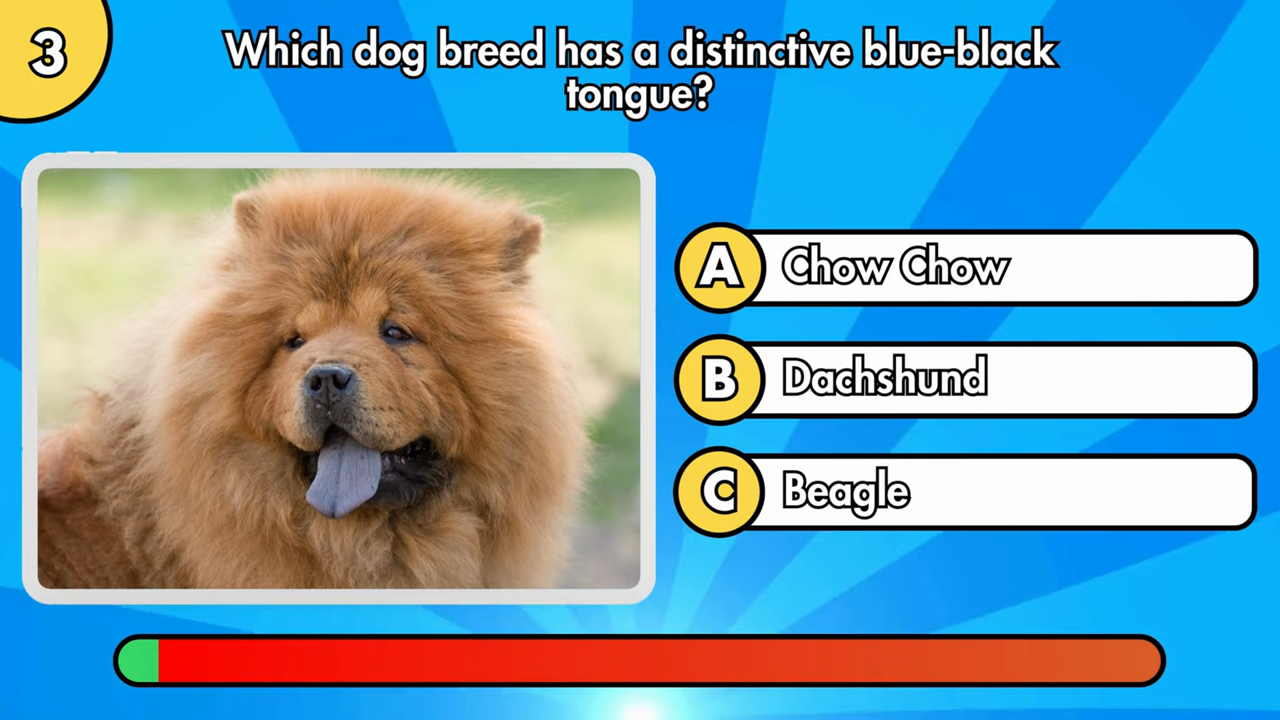 3
Which dog breed has a distinctive blue-black
tongue?
A Chow Chow
B Dachshund
C Beagle